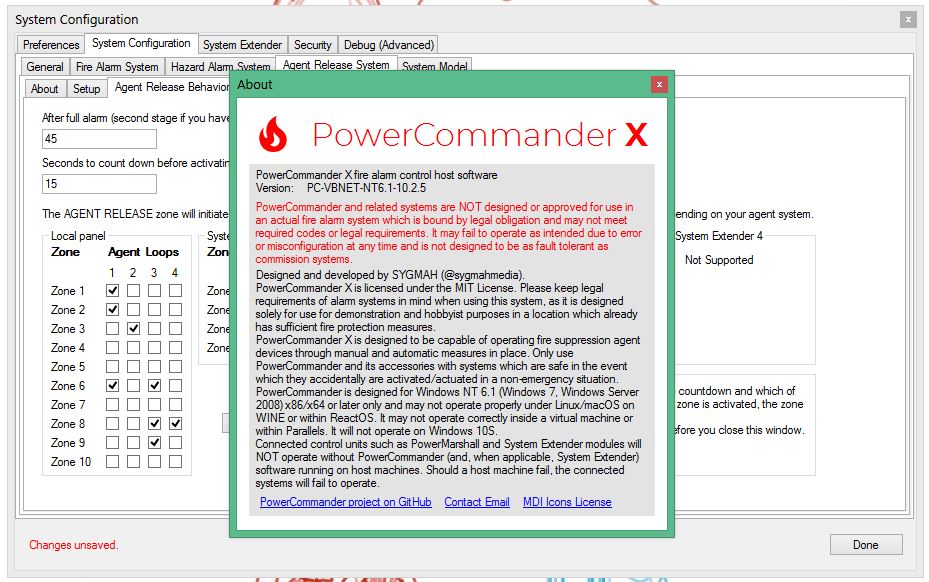 System Configuration
Preferences System Configuration System Extender Security Debug (Advanced)
General Fire Alarm System Hazard Alarm System Agent Release System System Model
About Setup Agent Release Behavior
After full alarm (second stage if you have
45
Seconds to count down before activatin
15
The AGENT RELEASE zone will initiate
ending on your agent system.
Local panel
Zone Agent Loops
1 2 3 4
Zone 1
Zone 2
Zone 3
Zone 4
Zone 5
Zone 6
Zone 7
Zone 8
Zone 9
Zone 10
System Extender 4
Not Supported
countdown and which of
zone is activated, the zone
efore you close this window.
Changes unsaved.
Done
About
PowerCommander X
PowerCommander X fire alarm control host software
Version: PC-VBNET-NT6.1-10.2.5
PowerCommander and related systems are NOT designed or approved for use in
an actual fire alarm system which is bound by legal obligation and may not meet
required codes or legal requirements. It may fail to operate as intended due to error
or misconfiguration at any time and is not designed to be as fault tolerant as
commission systems.
Designed and developed by SYGMAH (@sygmahmedia).
PowerCommander X is licensed under the MIT License. Please keep legal
requirements of alarm systems in mind when using this system, as it is designed
solely for use for demonstration and hobbyist purposes in a location which already
has sufficient fire protection measures.
PowerCommander X is designed to be capable of operating fire suppression agent
devices through manual and automatic measures in place. Only use
PowerCommander and its accessories with systems which are safe in the event
which they accidentally are activated/actuated in a non-emergency situation.
PowerCommander is designed for Windows NT 6.1 (Windows 7, Windows Server
2008) x86/x64 or later only and may not operate properly under Linux/macOS on
WINE or within ReactOS. It may not operate correctly inside a virtual machine or
within Parallels. It will not operate on Windows 10S.
Connected control units such as PowerMarshall and System Extender modules will
NOT operate without PowerCommander (and, when applicable, System Extender)
software running on host machines. Should a host machine fail, the connected
systems will fail to operate.
PowerCommander project on GitHub Contact Email MDI Icons License